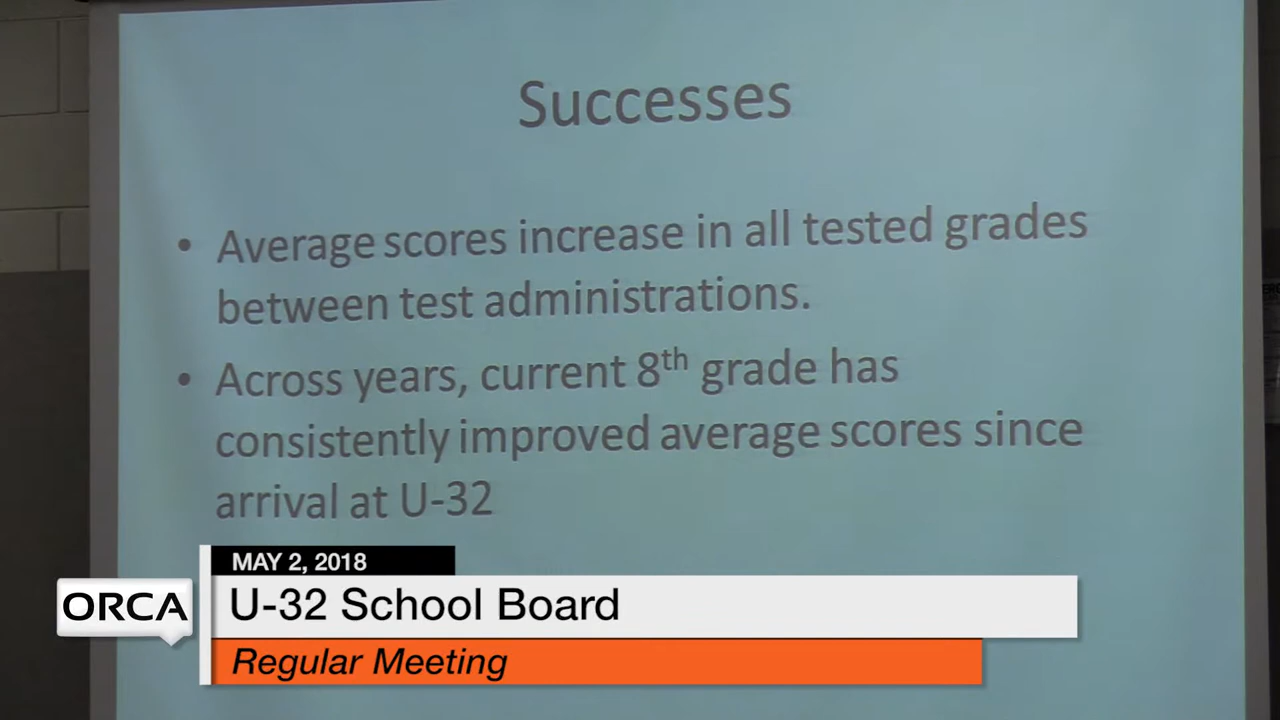 Successes
• Average scores increase in all tested grades
between test administrations.
• Across years, current 8th grade has
consistently improved average scores since
arrival at U-32
MAY 2, 2018
ORCA
U-32 School Board
Regular Meeting